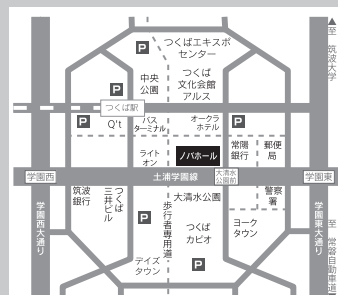 ▲至 筑波大学
P
つくばエキスポ
センター
中央
公園
つくば
文化会館
アルス
P
つくば駅
P
Q't
バス
ターミナル
オークラ
ホテル
P
ライト
オン
ノバホール
常陽
銀行
郵便
局
学園西
土浦学園線
大清水
公園前
学園東
筑波
銀行
つくば
三井ビル
大清水公園
警察
署
P
歩行者専用道
つくば
カピオ
ヨーク
タウン
学園西大通り
学園東大通り
デイズ
タウン
P
至 常磐自動車道